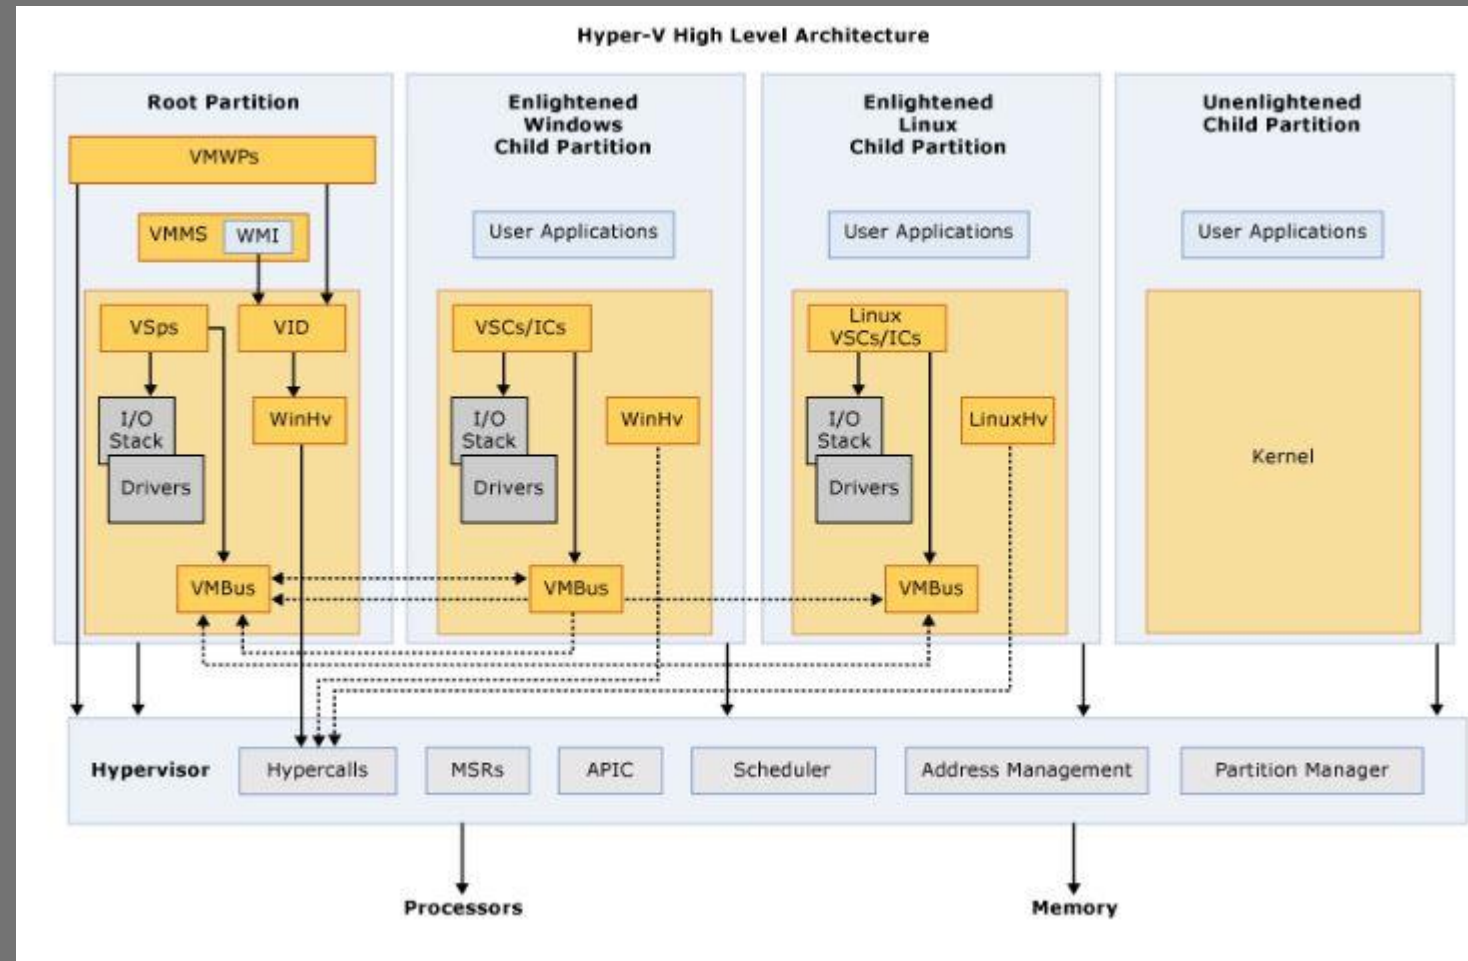 Hyper-V High Level Architecture
Root Partition
VMWPs
VMMS
WMI
VSps
VID
I/O
Stack
Drivers
WinHv
VMBus
Enlightened
Windows
Child Partition
User Applications
VSCs/ICs
I/O
Stack
Drivers
WinHv
VMBus
Enlightened
Linux
Child Partition
User Applications
Linux
VSCs/ICs
I/O
Stack
Drivers
LinuxHv
VMBus
Unenlightened
Child Partition
User Applications
Kernel
Hypervisor
Hypercalls
MSRs
APIC
Scheduler
Address Management
Partition Manager
Processors
Memory